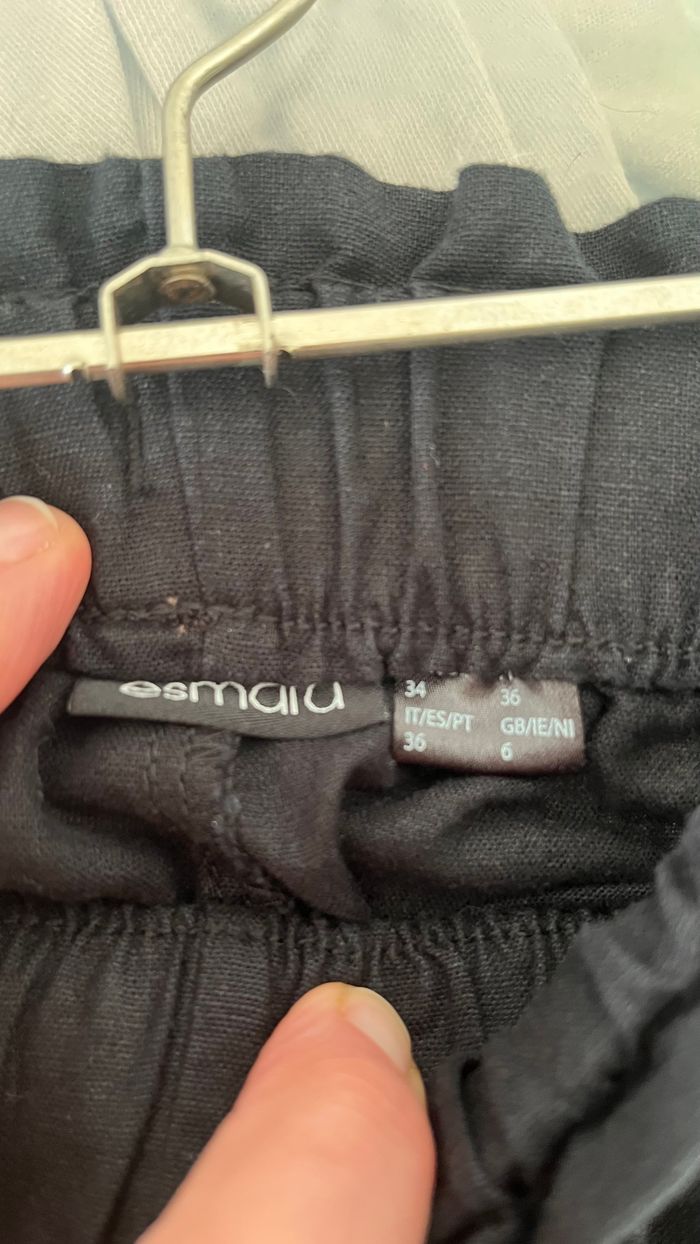 esmara
34 36
IT/ES/PT GB/IE/NI
36 6